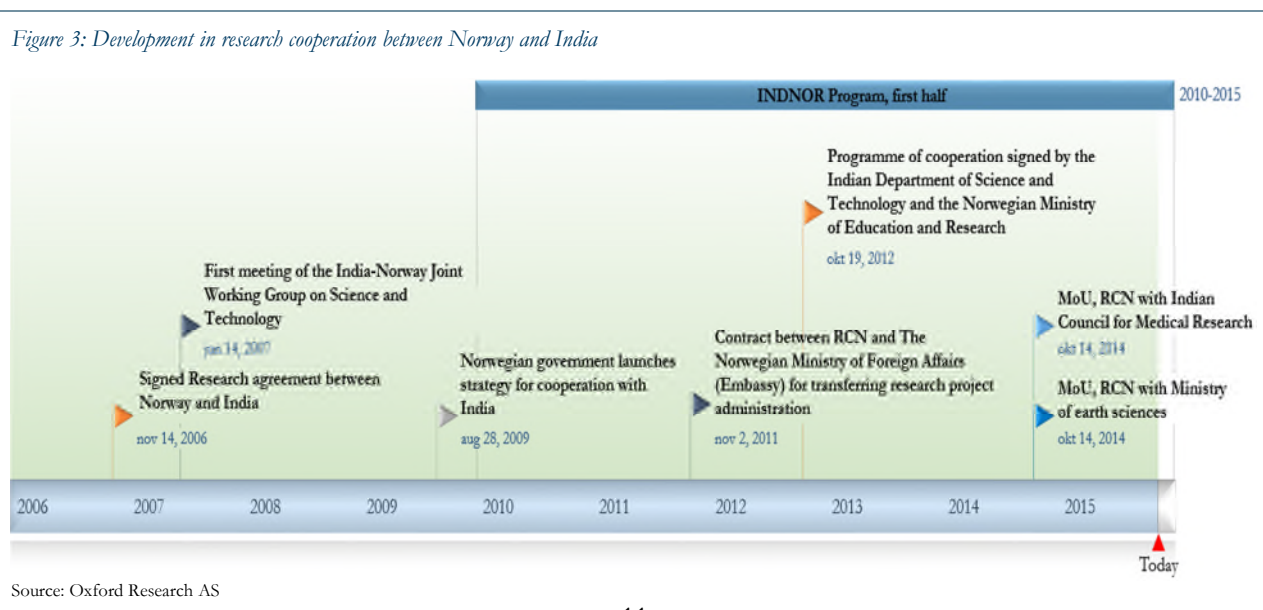 Figure 3: Development in research cooperation between Norway and India
INDNOR Program, first half
2010-2015
Programme of cooperation signed by the
Indian Department of Science and
Technology and the Norwegian Ministry
of Education and Research
okt 19, 2012
First meeting of the India-Norway Joint
Working Group on Science and
Technology
14, 2007
MoU, RCN with Indian
Council for Medical Research
okt 14, 2014
Contract between RCN and The
Norwegian Ministry of Foreign Affairs
(Embassy) for transferring research project
administration
nov 2, 2011
Norwegian government launches
strategy for cooperation with
India
aug 28, 2009
Signed Research agreement between
Norway and India
nov 14, 2006
MoU, RCN with Ministry
of earth sciences
okt 14, 2014
2006 2007 2008 2009 2010 2011 2012 2013 2014 2015
Today
Source: Oxford Research AS